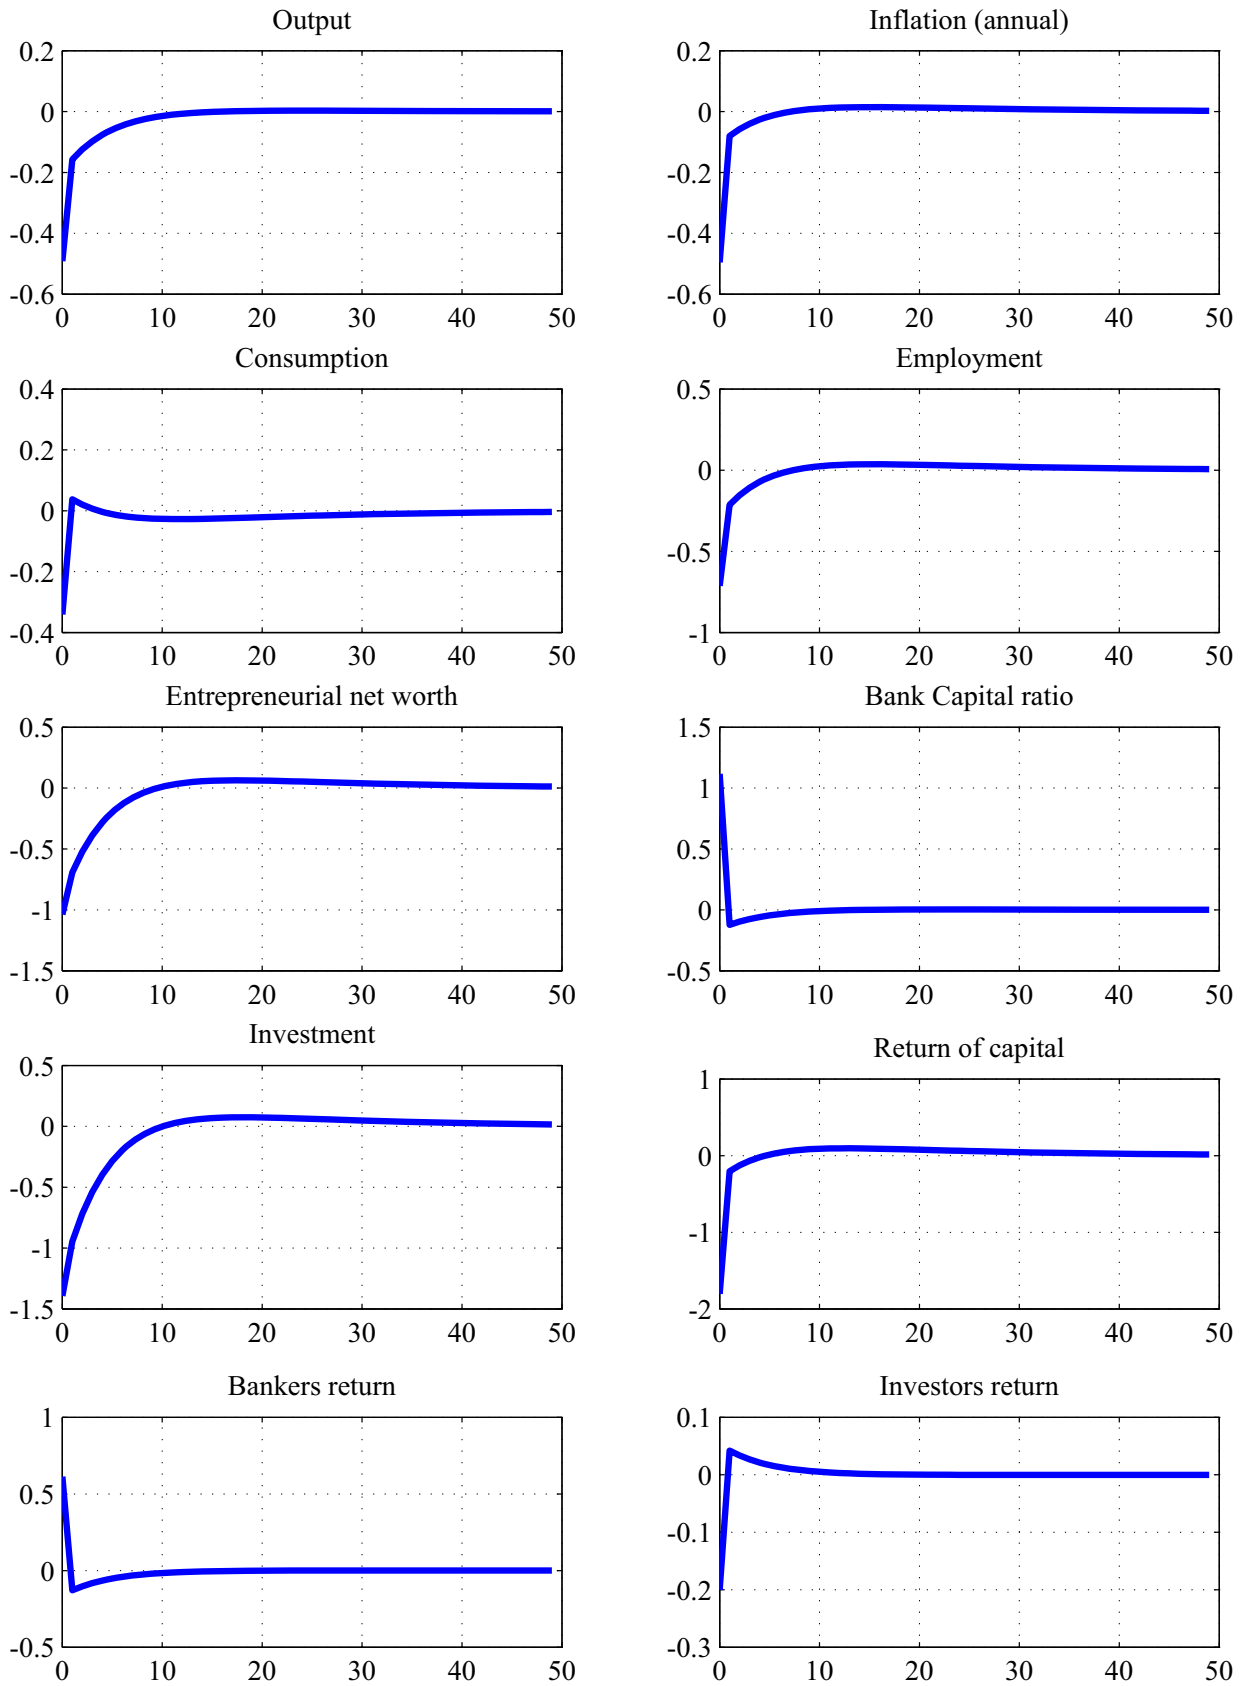 Output
0.2
0
-0.2
-0.4
-0.6
0 10 20 30 40 50
Inflation (annual)
0.2
0
-0.2
-0.4
-0.6
0 10 20 30 40 50
Consumption
0.4
0.2
0
-0.2
-0.4
0 10 20 30 40 50
Employment
0.5
0
-0.5
-1
0 10 20 30 40 50
Entrepreneurial net worth
0.5
0
-0.5
-1
-1.5
0 10 20 30 40 50
Bank Capital ratio
1.5
1
0.5
0
-0.5
0 10 20 30 40 50
Investment
0.5
0
-0.5
-1
-1.5
0 10 20 30 40 50
Return of capital
1
0
-1
-2
0 10 20 30 40 50
Bankers return
1
0.5
0
-0.5
0 10 20 30 40 50
Investors return
0.1
0
-0.1
-0.2
-0.3
0 10 20 30 40 50